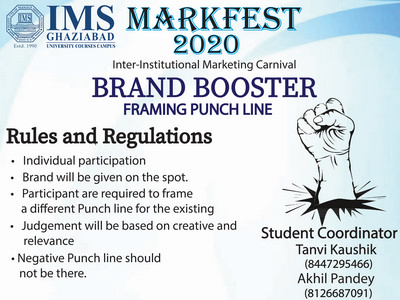 IMS
GHAZIABAD
UNIVERSITY COURSES CAMPUS
Estd. 1990
MARKFEST
2020
Inter-Institutional Marketing Carnival
BRAND BOOSTER
FRAMING PUNCH LINE
Rules and Regulations
• Individual participation
• Brand will be given on the spot.
• Participant are required to frame
a different Punch line for the existing
• Judgement will be based on creative and
relevance
• Negative Punch line should
not be there.
Student Coordinator
Tanvi Kaushik
(8447295466)
Akhil Pandey
(8126687091)